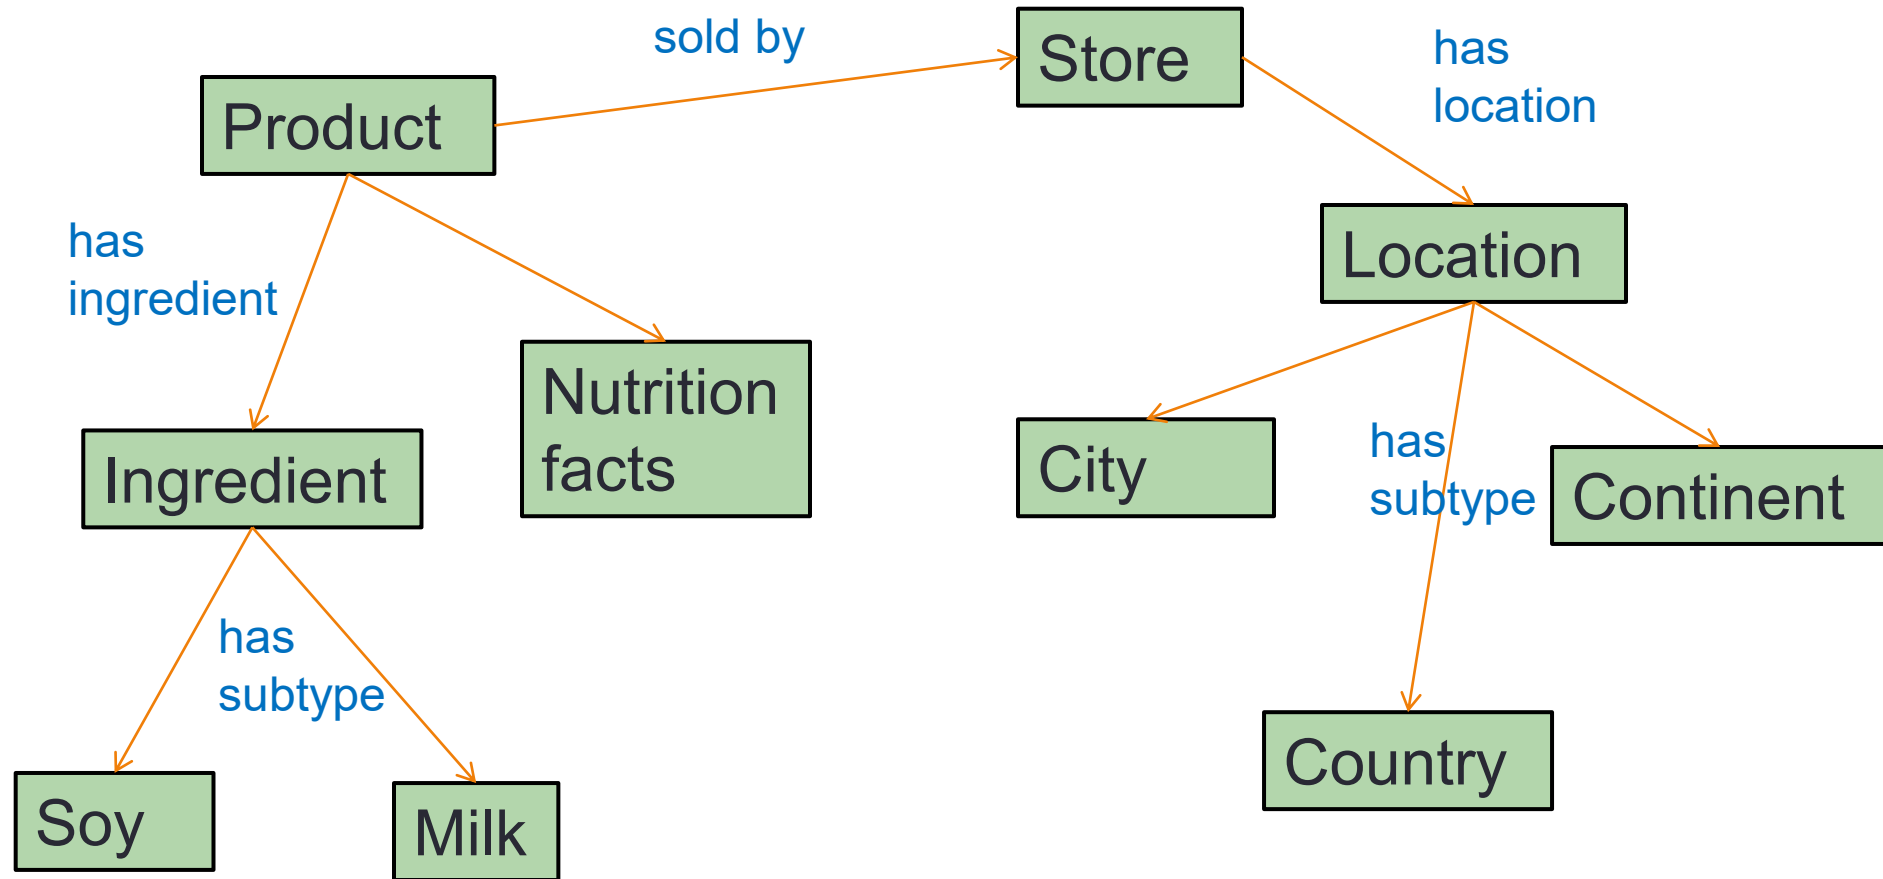 sold by
Store
has
location
Product
has
ingredient
Location
Nutrition
facts
City
has
subtype
Continent
Ingredient
has
subtype
Country
Soy
Milk